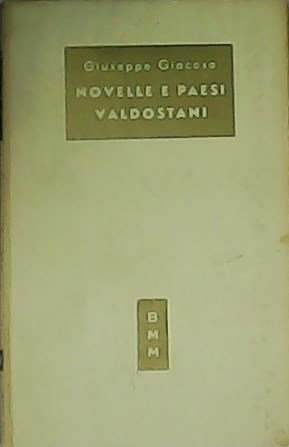 Giuseppe Giacosa
NOVELLE E PAESI
VALDOSTANI
B
M
M